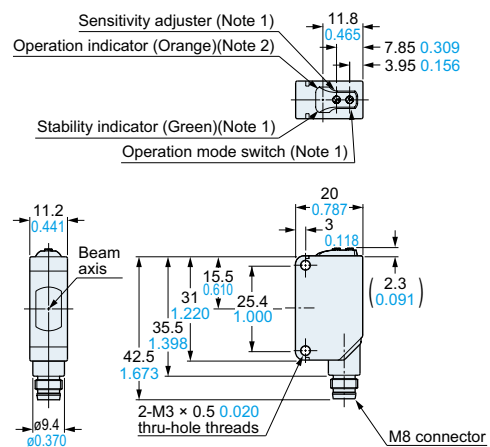 Sensitivity adjuster (Note 1)
11.8
0.465
Operation indicator (Orange)(Note 2)
7.85 0.309
3.95 0.156
Stability indicator (Green)(Note 1)
Operation mode switch (Note 1)
20
0.787
11.2
0.441
3
0.118
Beam
axis
15.5
0.610
2.3
0.091
31
1.220
25.4
1.000
35.5
1.398
42.5
1.673
2-M3 × 0.5 0.020
thru-hole threads
ø9.4
ø0.370
M8 connector